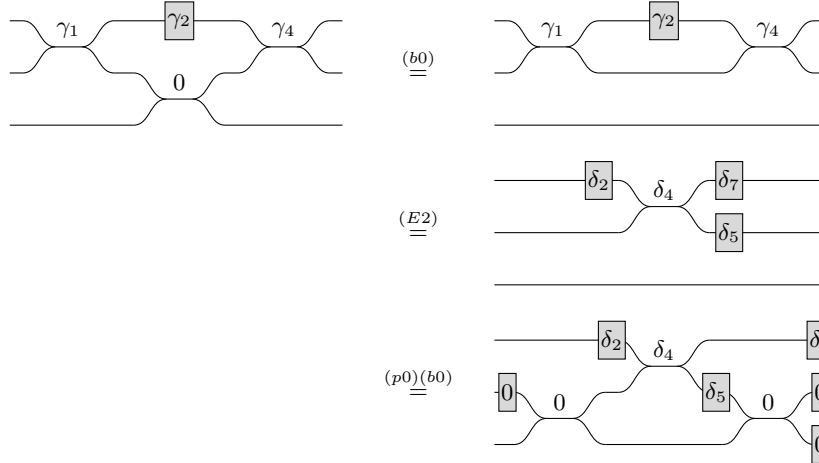 γ₁ γ₂ γ₄
0
(b0)
=
γ₁ γ₂ γ₄
(E2)
=
δ₂ δ₄ δ₇
δ₅
(p0)(b0)
=
δ₂ δ₄
0 0 δ₅ 0